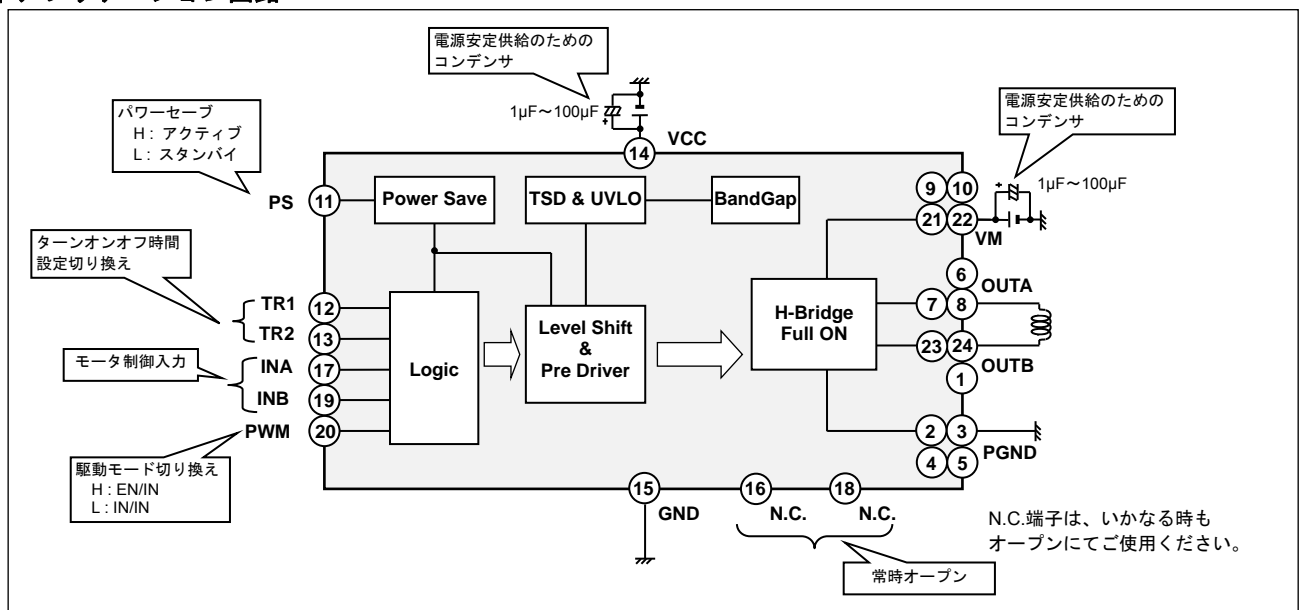 電源安定供給のための
コンデンサ
1μF～100μF
VCC
14
パワーセーブ
H : アクティブ
L : スタンバイ
電源安定供給のための
コンデンサ
1μF～100μF
PS
11
Power Save
TSD & UVLO
BandGap
9
10
21
22
VM
ターンオンオフ時間
設定切り換え
6
OUTA
TR1
12
TR2
13
7
8
H-Bridge
Full ON
Level Shift
&
Pre Driver
Logic
モータ制御入力
INA
17
INB
19
23
24
OUTB
1
PWM
20
2
3
PGND
4
5
駆動モード切り換え
H : EN/IN
L : IN/IN
15
GND
16
N.C.
18
N.C.
N.C.端子は、いかなる時も
オープンにてご使用ください。
常時オープン